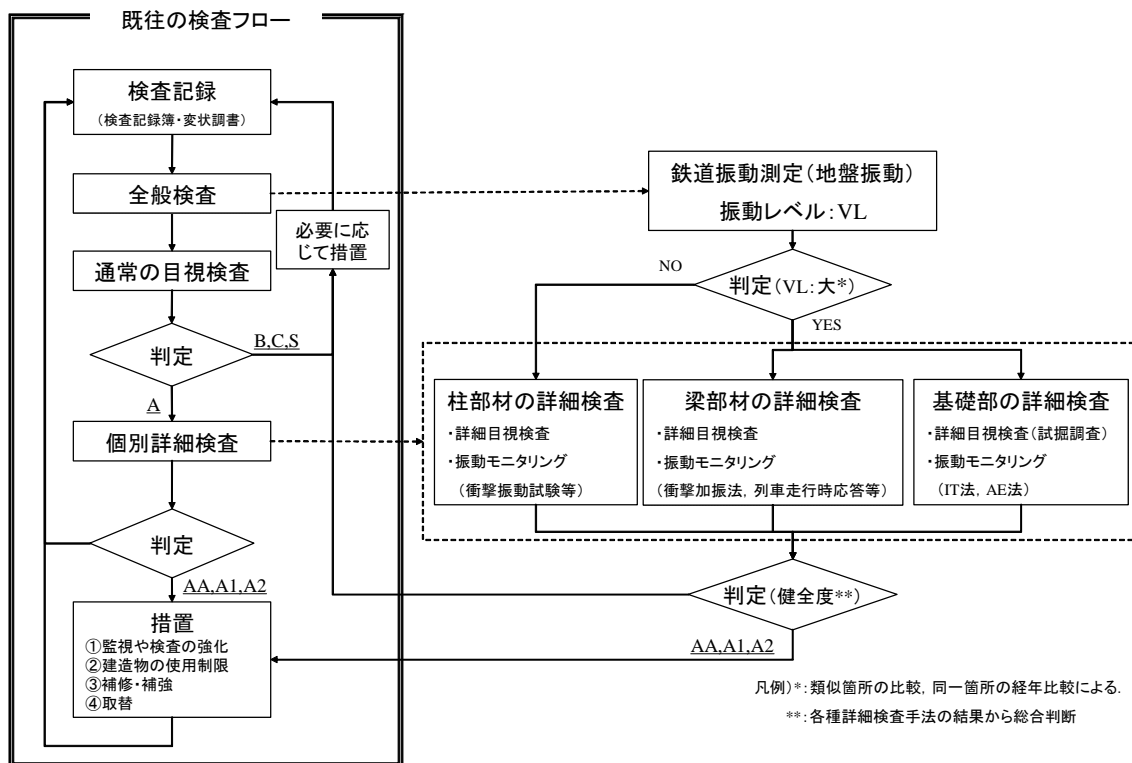 既往の検査フロー
検査記録
(検査記録簿・変状調書)
全般検査
必要に応
じて措置
通常の目視検査
判定
B,C,S
A
個別詳細検査
判定
AA,A1,A2
措置
①監視や検査の強化
②建造物の使用制限
③補修・補強
④取替
鉄道振動測定(地盤振動)
振動レベル:VL
判定(VL:大*)
NO
YES
柱部材の詳細検査
・詳細目視検査
・振動モニタリング
(衝撃振動試験等)
梁部材の詳細検査
・詳細目視検査
・振動モニタリング
(衝撃加振法, 列車走行時応答等)
基礎部の詳細検査
・詳細目視検査(試掘調査)
・振動モニタリング
(IT法, AE法)
判定(健全度**)
AA,A1,A2
凡例)*:類似箇所の比較, 同一箇所の経年比較による.
**:各種詳細検査手法の結果から総合判断